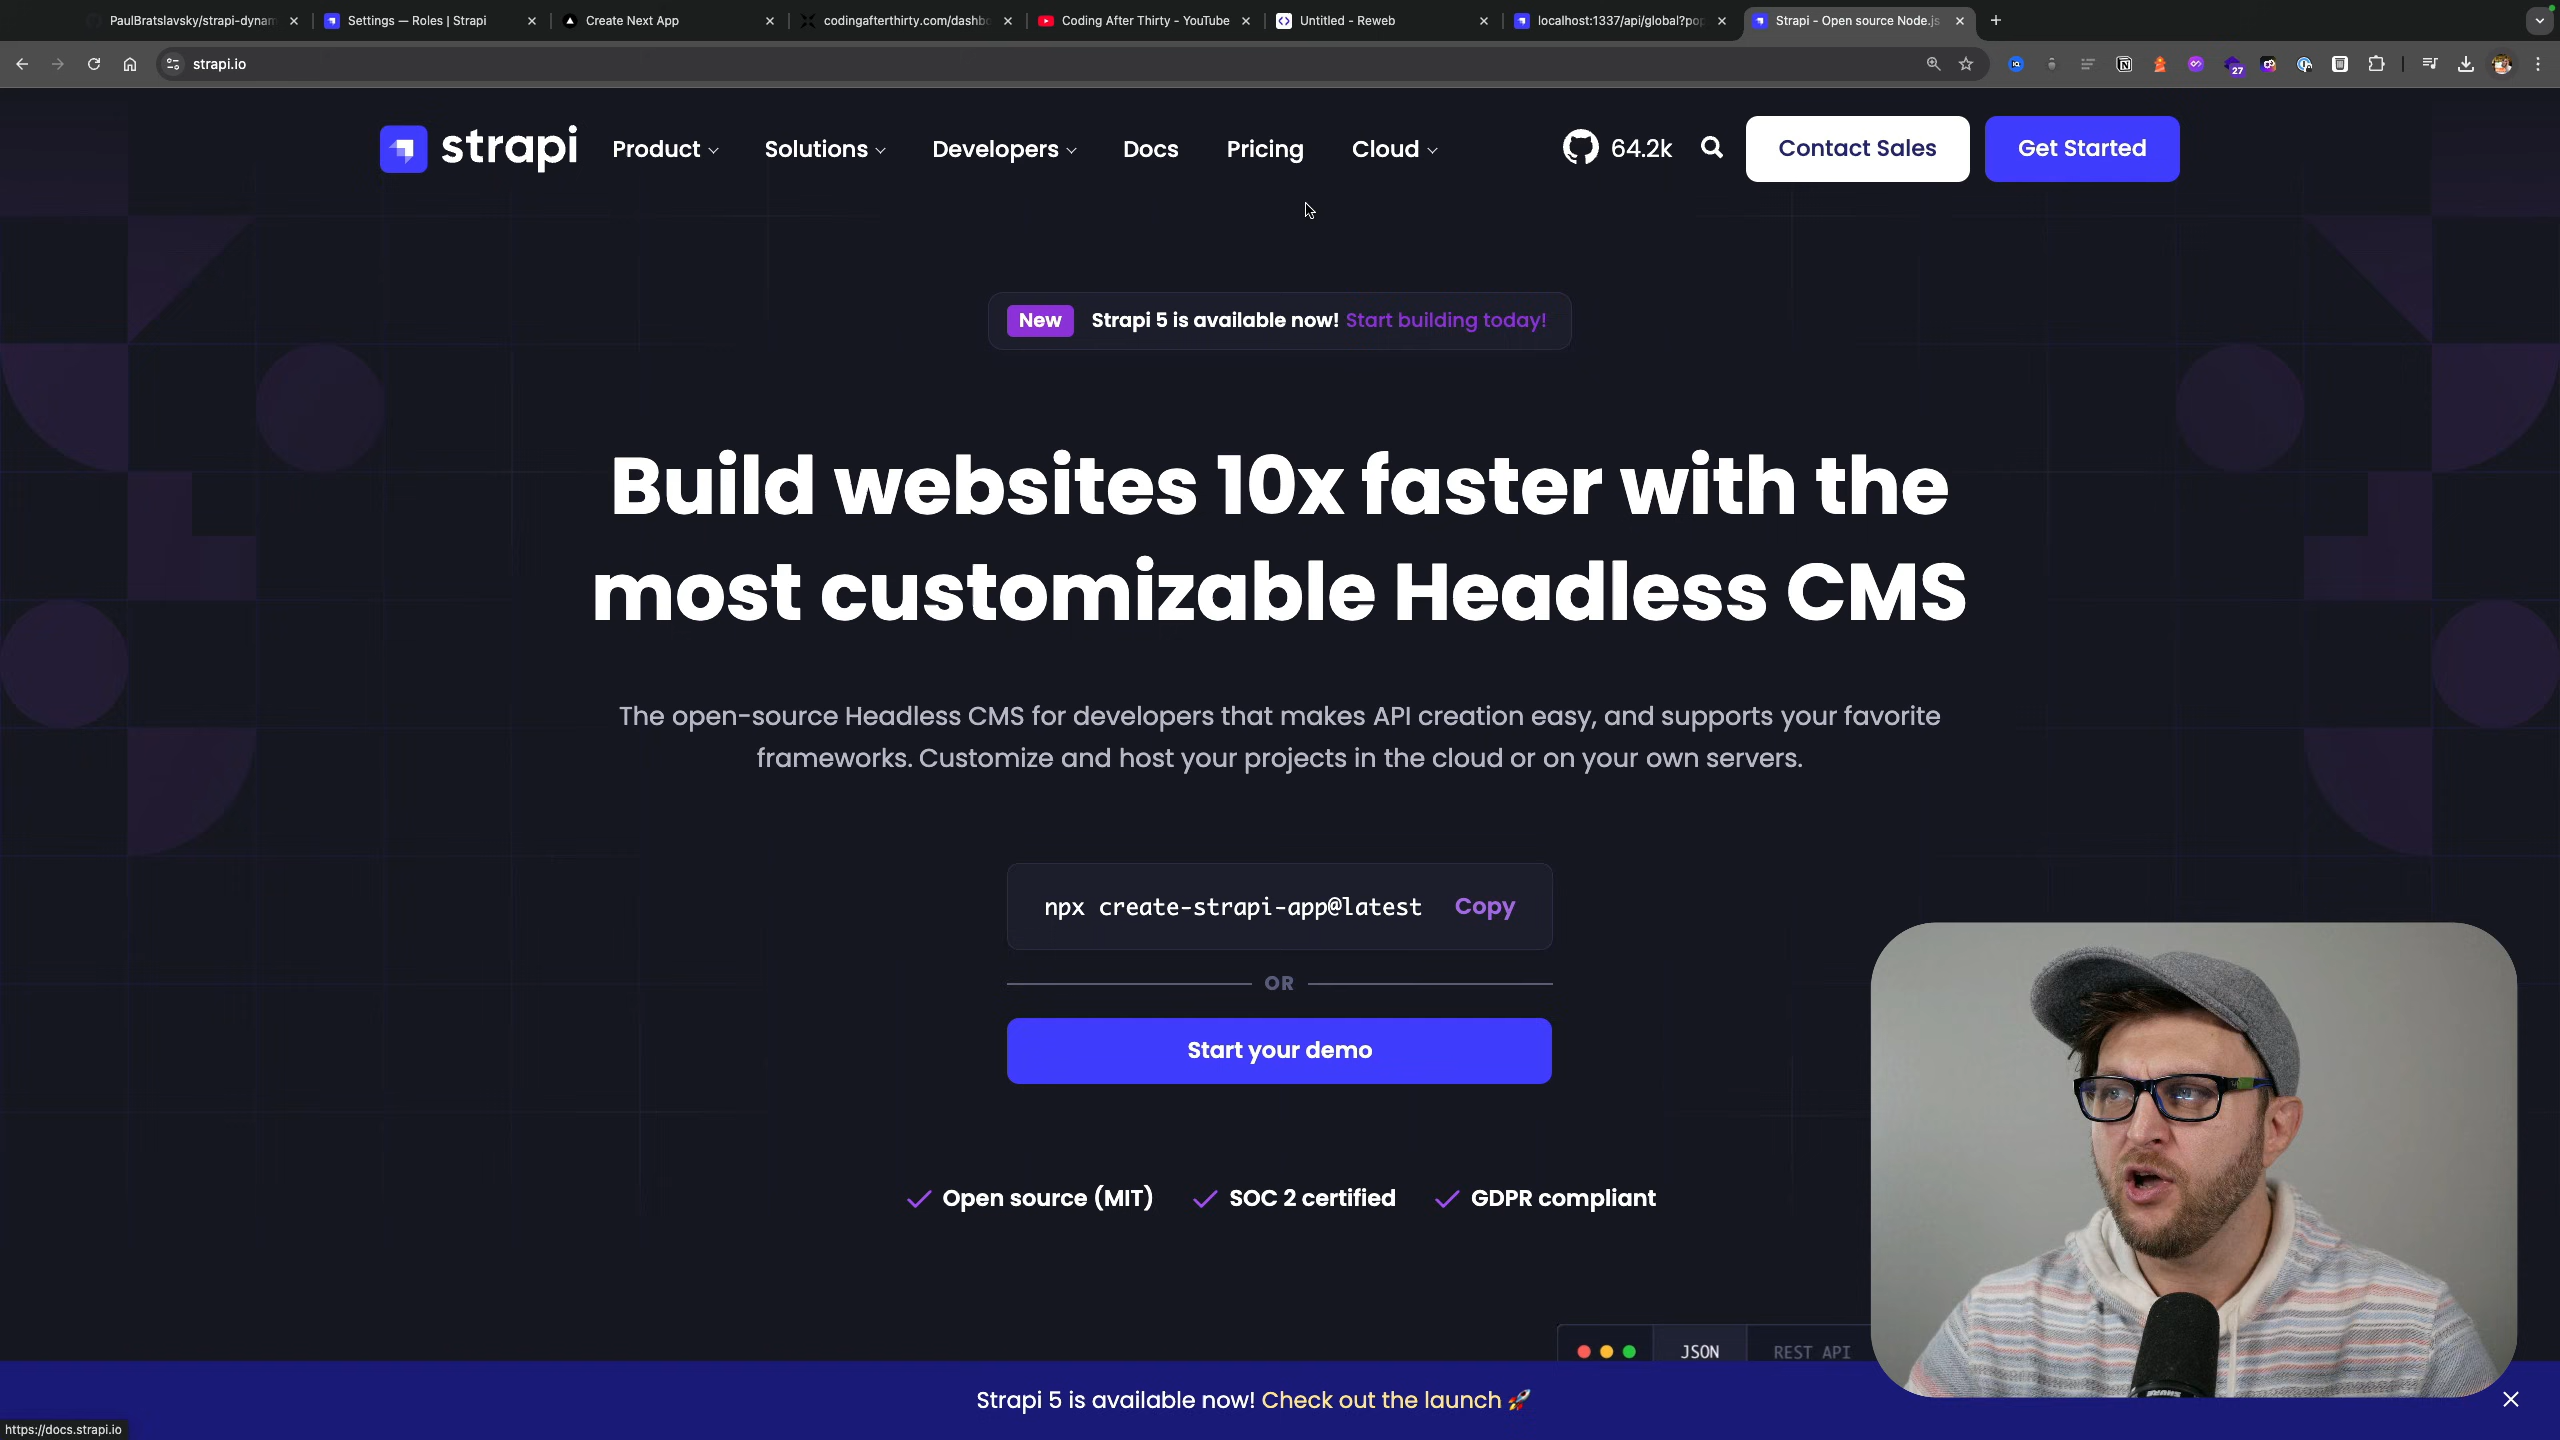 PaulBratslavsky/strapi-dynam
Settings — Roles | Strapi
Create Next App
codingafterthirty.com/dashbo
Coding After Thirty - YouTube
Untitled - Reweb
localhost:1337/api/global?pop
Strapi - Open source Node.js
strapi.io
27
strapi
Product
Solutions
Developers
Docs
Pricing
Cloud
64.2k
Contact Sales
Get Started
New Strapi 5 is available now! Start building today!
Build websites 10x faster with the
most customizable Headless CMS
The open-source Headless CMS for developers that makes API creation easy, and supports your favorite
frameworks. Customize and host your projects in the cloud or on your own servers.
npx create-strapi-app@latest Copy
OR
Start your demo
Open source (MIT)
SOC 2 certified
GDPR compliant
JSON
REST API
Strapi 5 is available now! Check out the launch 🚀
https://docs.strapi.io